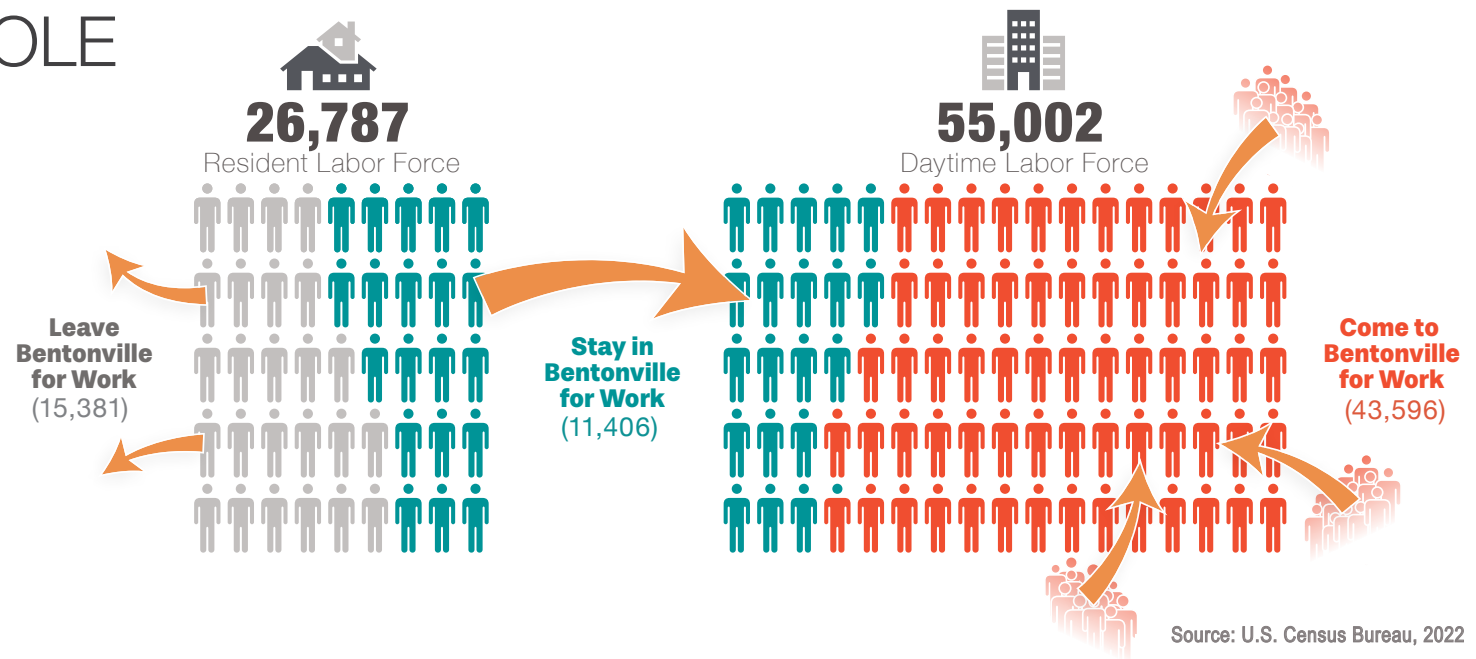 OLE
26,787
Resident Labor Force
55,002
Daytime Labor Force
Leave
Bentonville
for Work
(15,381)
Stay in
Bentonville
for Work
(11,406)
Come to
Bentonville
for Work
(43,596)
Source: U.S. Census Bureau, 2022